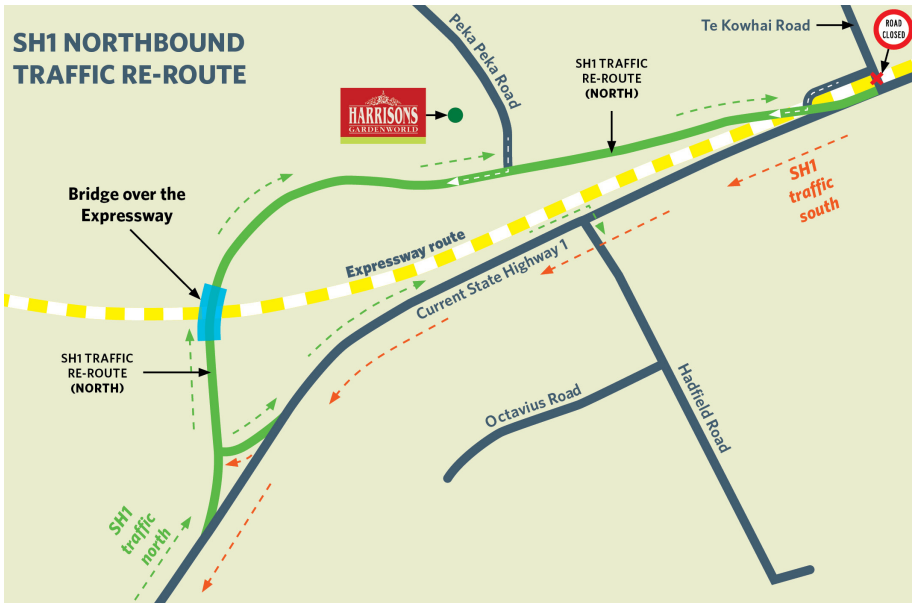 SH1 NORTHBOUND
TRAFFIC RE-ROUTE
Te Kowhai Road
ROAD
CLOSED
Peka Peka Road
SH1 TRAFFIC
RE-ROUTE
(NORTH)
HARRISONS
GARDENWORLD
SH1
traffic
south
Bridge over the
Expressway
Expressway route
Current State Highway 1
SH1 TRAFFIC
RE-ROUTE
(NORTH)
Octavius Road
Hadfield Road
SH1
traffic
north